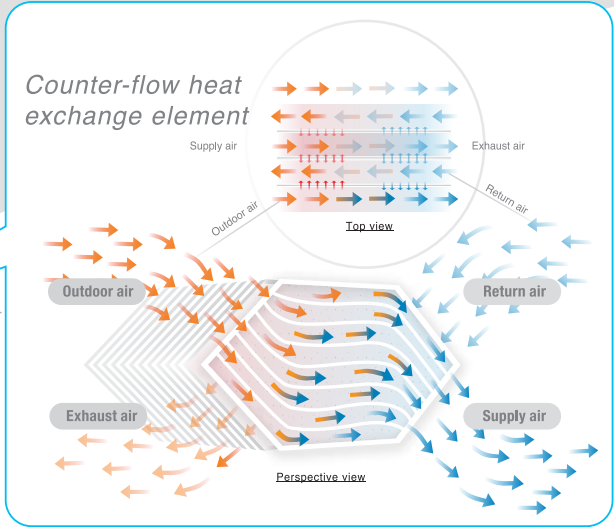 Counter-flow heat
exchange element
Supply air
Exhaust air
Outdoor air
Return air
Top view
Outdoor air
Return air
Exhaust air
Supply air
Perspective view